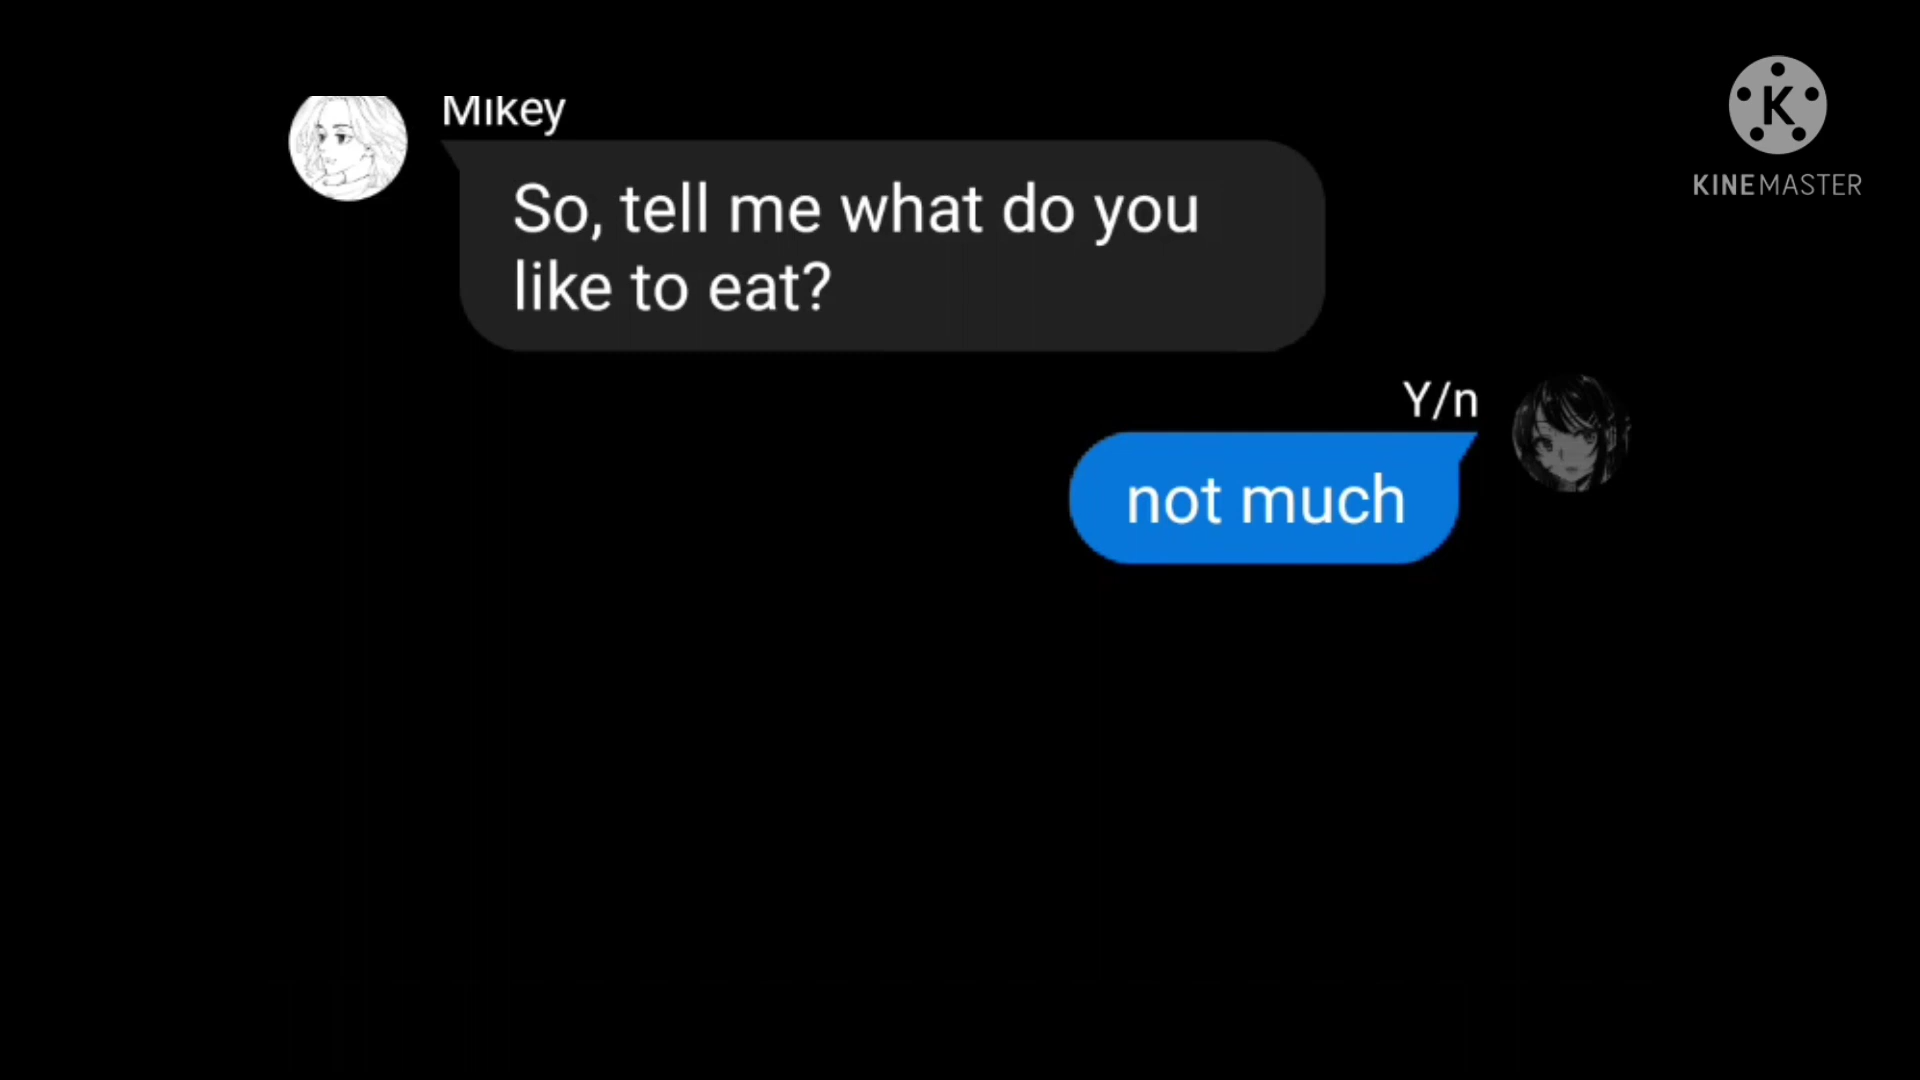 Mikey
So, tell me what do you
like to eat?
Y/n
not much
K
KINEMASTER